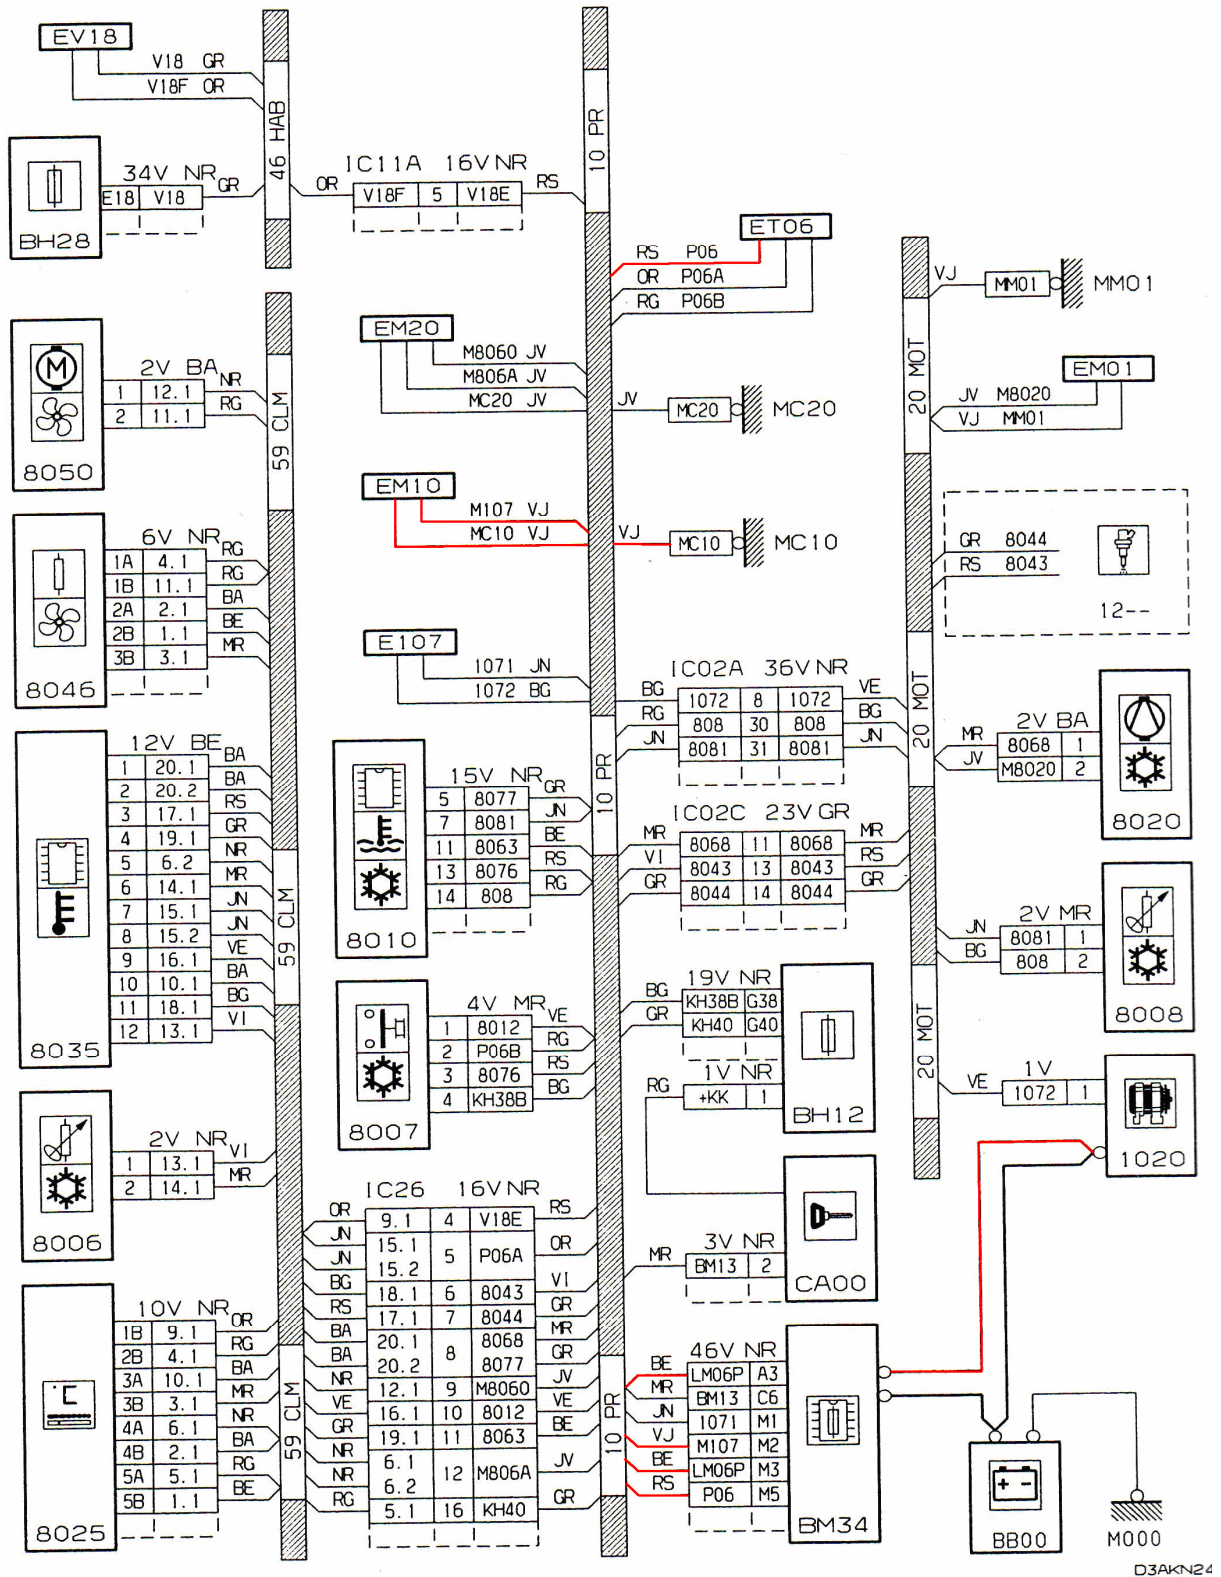 EV18
V18 GR
V18F OR
46 HAB
10 PR
BH28
34V NR
E18 V18
GR
OR
IC11A 16V NR
V18F 5 V18E
RS
ET06
RS P06
OR P06A
RG P06B
VJ
MM01
MM01
20 MOT
EM01
JV M8020
VJ MM01
8050
2V BA
1 12.1 NR
2 11.1 RG
59 CLM
EM20
M8060 JV
M806A JV
MC20 JV
JV
MC20
MC20
EM10
M107 VJ
MC10 VJ
VJ
MC10
MC10
GR 8044
RS 8043
12--
8046
6V NR
1A 4.1 RG
1B 11.1 RG
2A 2.1 BA
2B 1.1 BE
3B 3.1 MR
E107
1071 JN
1072 BG
IC02A 36V NR
BG 1072 8 1072 VE
RG 808 30 808 BG
JN 8081 31 8081 JN
10 PR
20 MOT
2V BA
MR 8068 1
JV M8020 2
8020
8035
12V BE
1 20.1 BA
2 20.2 BA
3 17.1 RS
4 19.1 GR
5 6.2 NR
6 14.1 MR
7 15.1 JN
8 15.2 JN
9 16.1 VE
10 10.1 BA
11 18.1 BG
12 13.1 VI
59 CLM
8010
15V NR
5 8077 GR
7 8081 JN
11 8063 BE
13 8076 RS
14 808 RG
IC02C 23V GR
MR 8068 11 8068 MR
VI 8043 13 8043 RS
GR 8044 14 8044 GR
2V MR
JN 8081 1
BG 808 2
8008
20 MOT
8007
4V MR
1 8012 VE
2 P06B RG
3 8076 RS
4 KH38B BG
19V NR
BG KH38B G38
GR KH40 G40
1V NR
RG +KK 1
BH12
1V
VE 1072 1
1020
8006
2V NR
1 13.1 VI
2 14.1 MR
CA00
3V NR
MR BM13 2
IC26 16V NR
OR 9.1 4 V18E RS
JN 15.1
JN 15.2 5 P06A OR
BG 18.1 6 8043 VI
RS 17.1 7 8044 GR
BA 20.1 8 8068 MR
BA 20.2 8077 GR
NR 12.1 9 M8060 JV
VE 16.1 10 8012 VE
GR 19.1 11 8063 BE
NR 6.1
NR 6.2 12 M806A JV
RG 5.1 16 KH40 GR
8025
10V NR
1B 9.1 OR
2B 4.1 RG
3A 10.1 BA
3B 3.1 MR
4A 6.1 NR
4B 2.1 BA
5A 5.1 RG
5B 1.1 BE
°C
59 CLM
10 PR
46V NR
BE LM06P A3
MR BM13 C6
JN 1071 M1
VJ M107 M2
BE LM06P M3
RS P06 M5
BM34
+ -
BB00
M000
M
D3AKN24